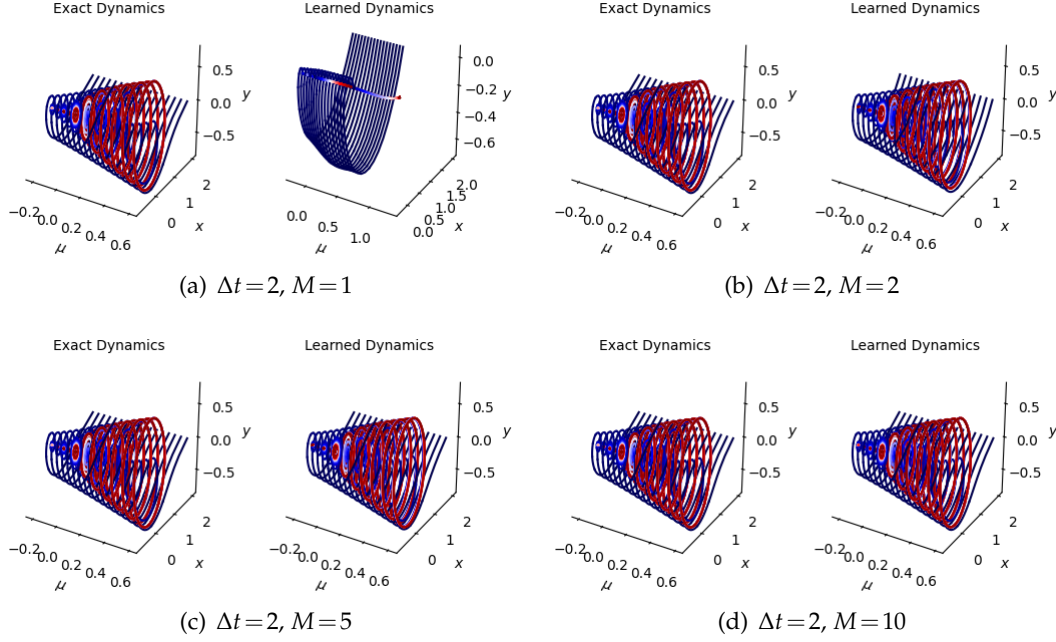 Exact Dynamics
Learned Dynamics
0.5
0.0
−0.5
y
−0.2
0.0
0.2
0.4
0.6
μ
0
1
2
x
0.0
−0.2
−0.4
−0.6
y
0.0
0.5
1.0
μ
0.0
0.5
1.0
1.5
2.0
x
(a) Δt=2, M=1
Exact Dynamics
Learned Dynamics
0.5
0.0
−0.5
y
−0.2
0.0
0.2
0.4
0.6
μ
0
1
2
x
0.5
0.0
−0.5
y
−0.2
0.0
0.2
0.4
0.6
μ
0
1
2
x
(b) Δt=2, M=2
Exact Dynamics
Learned Dynamics
0.5
0.0
−0.5
y
−0.2
0.0
0.2
0.4
0.6
μ
0
1
2
x
0.5
0.0
−0.5
y
−0.2
0.0
0.2
0.4
0.6
μ
0
1
2
x
(c) Δt=2, M=5
Exact Dynamics
Learned Dynamics
0.5
0.0
−0.5
y
−0.2
0.0
0.2
0.4
0.6
μ
0
1
2
x
0.5
0.0
−0.5
y
−0.2
0.0
0.2
0.4
0.6
μ
0
1
2
x
(d) Δt=2, M=10